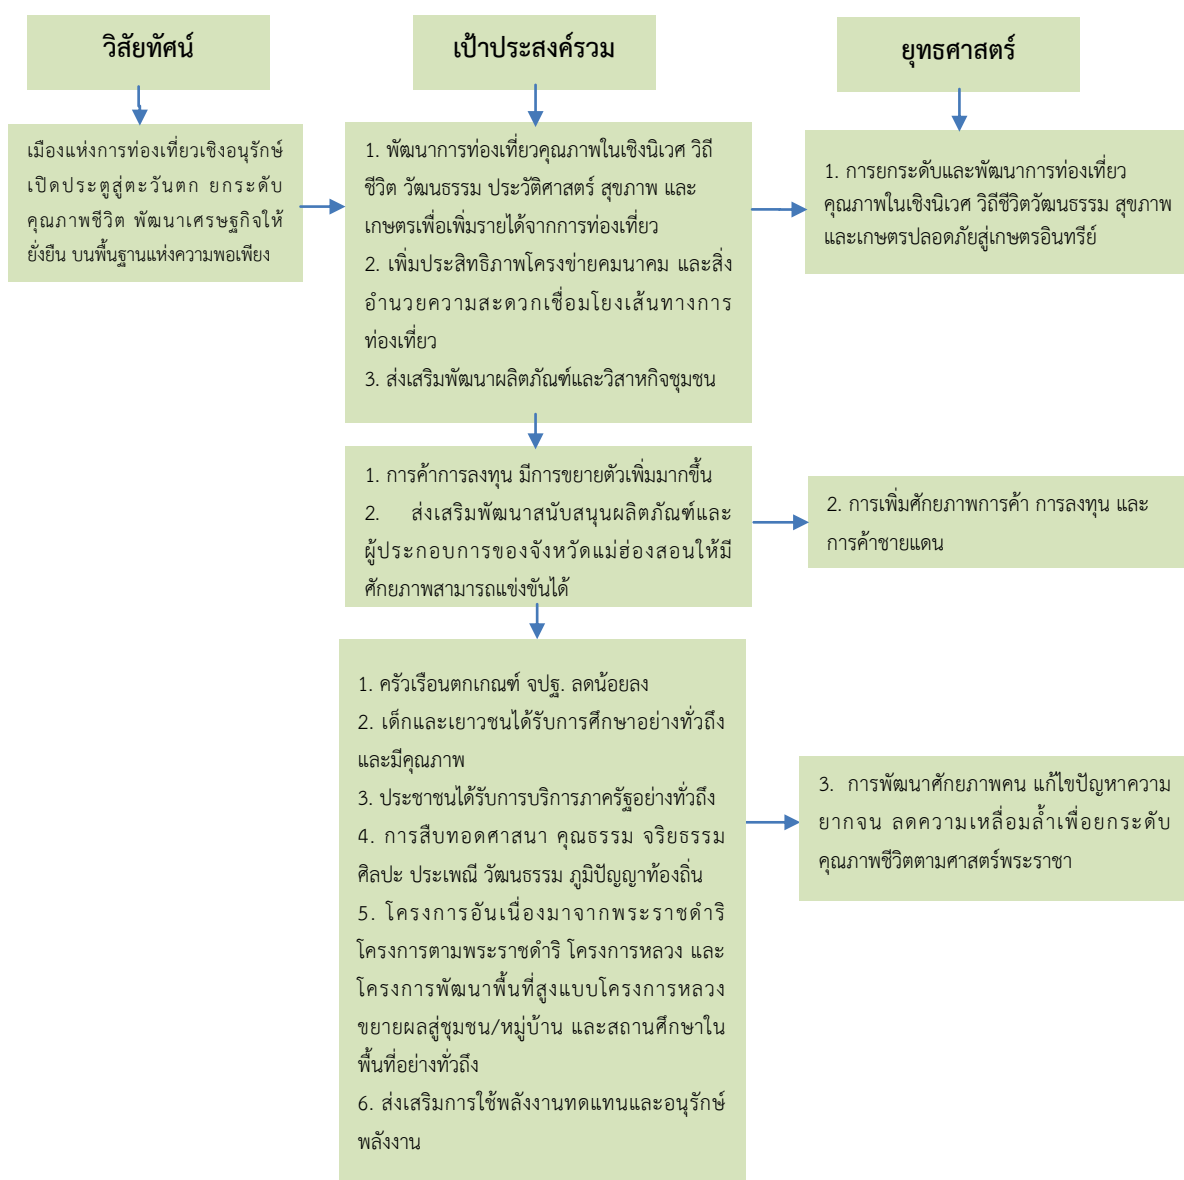 วิสัยทัศน์
เป้าประสงค์รวม
ยุทธศาสตร์
เมืองแห่งการท่องเที่ยวเชิงอนุรักษ์
เปิดประตูสู่ตะวันตก ยกระดับ
คุณภาพชีวิต พัฒนาเศรษฐกิจให้
ยั่งยืน บนพื้นฐานแห่งความพอเพียง
1. พัฒนาการท่องเที่ยวคุณภาพในเชิงนิเวศ วิถี
ชีวิต วัฒนธรรม ประวัติศาสตร์ สุขภาพ และ
เกษตรเพื่อเพิ่มรายได้จากการท่องเที่ยว
2. เพิ่มประสิทธิภาพโครงข่ายคมนาคม และสิ่ง
อำนวยความสะดวกเชื่อมโยงเส้นทางการ
ท่องเที่ยว
3. ส่งเสริมพัฒนาผลิตภัณฑ์และวิสาหกิจชุมชน
1. การยกระดับและพัฒนาการท่องเที่ยว
คุณภาพในเชิงนิเวศ วิถีชีวิตวัฒนธรรม สุขภาพ
และเกษตรปลอดภัยสู่เกษตรอินทรีย์
1. การค้าการลงทุน มีการขยายตัวเพิ่มมากขึ้น
2. ส่งเสริมพัฒนาสนับสนุนผลิตภัณฑ์และ
ผู้ประกอบการของจังหวัดแม่ฮ่องสอนให้มี
ศักยภาพสามารถแข่งขันได้
2. การเพิ่มศักยภาพการค้า การลงทุน และ
การค้าชายแดน
1. ครัวเรือนตกเกณฑ์ จปฐ. ลดน้อยลง
2. เด็กและเยาวชนได้รับการศึกษาอย่างทั่วถึง
และมีคุณภาพ
3. ประชาชนได้รับการบริการภาครัฐอย่างทั่วถึง
4. การสืบทอดศาสนา คุณธรรม จริยธรรม
ศิลปะ ประเพณี วัฒนธรรม ภูมิปัญญาท้องถิ่น
5. โครงการอันเนื่องมาจากพระราชดำริ
โครงการตามพระราชดำริ โครงการหลวง และ
โครงการพัฒนาพื้นที่สูงแบบโครงการหลวง
ขยายผลสู่ชุมชน/หมู่บ้าน และสถานศึกษาใน
พื้นที่อย่างทั่วถึง
6. ส่งเสริมการใช้พลังงานทดแทนและอนุรักษ์
พลังงาน
3. การพัฒนาศักยภาพคน แก้ไขปัญหาความ
ยากจน ลดความเหลื่อมล้ำเพื่อยกระดับ
คุณภาพชีวิตตามศาสตร์พระราชา